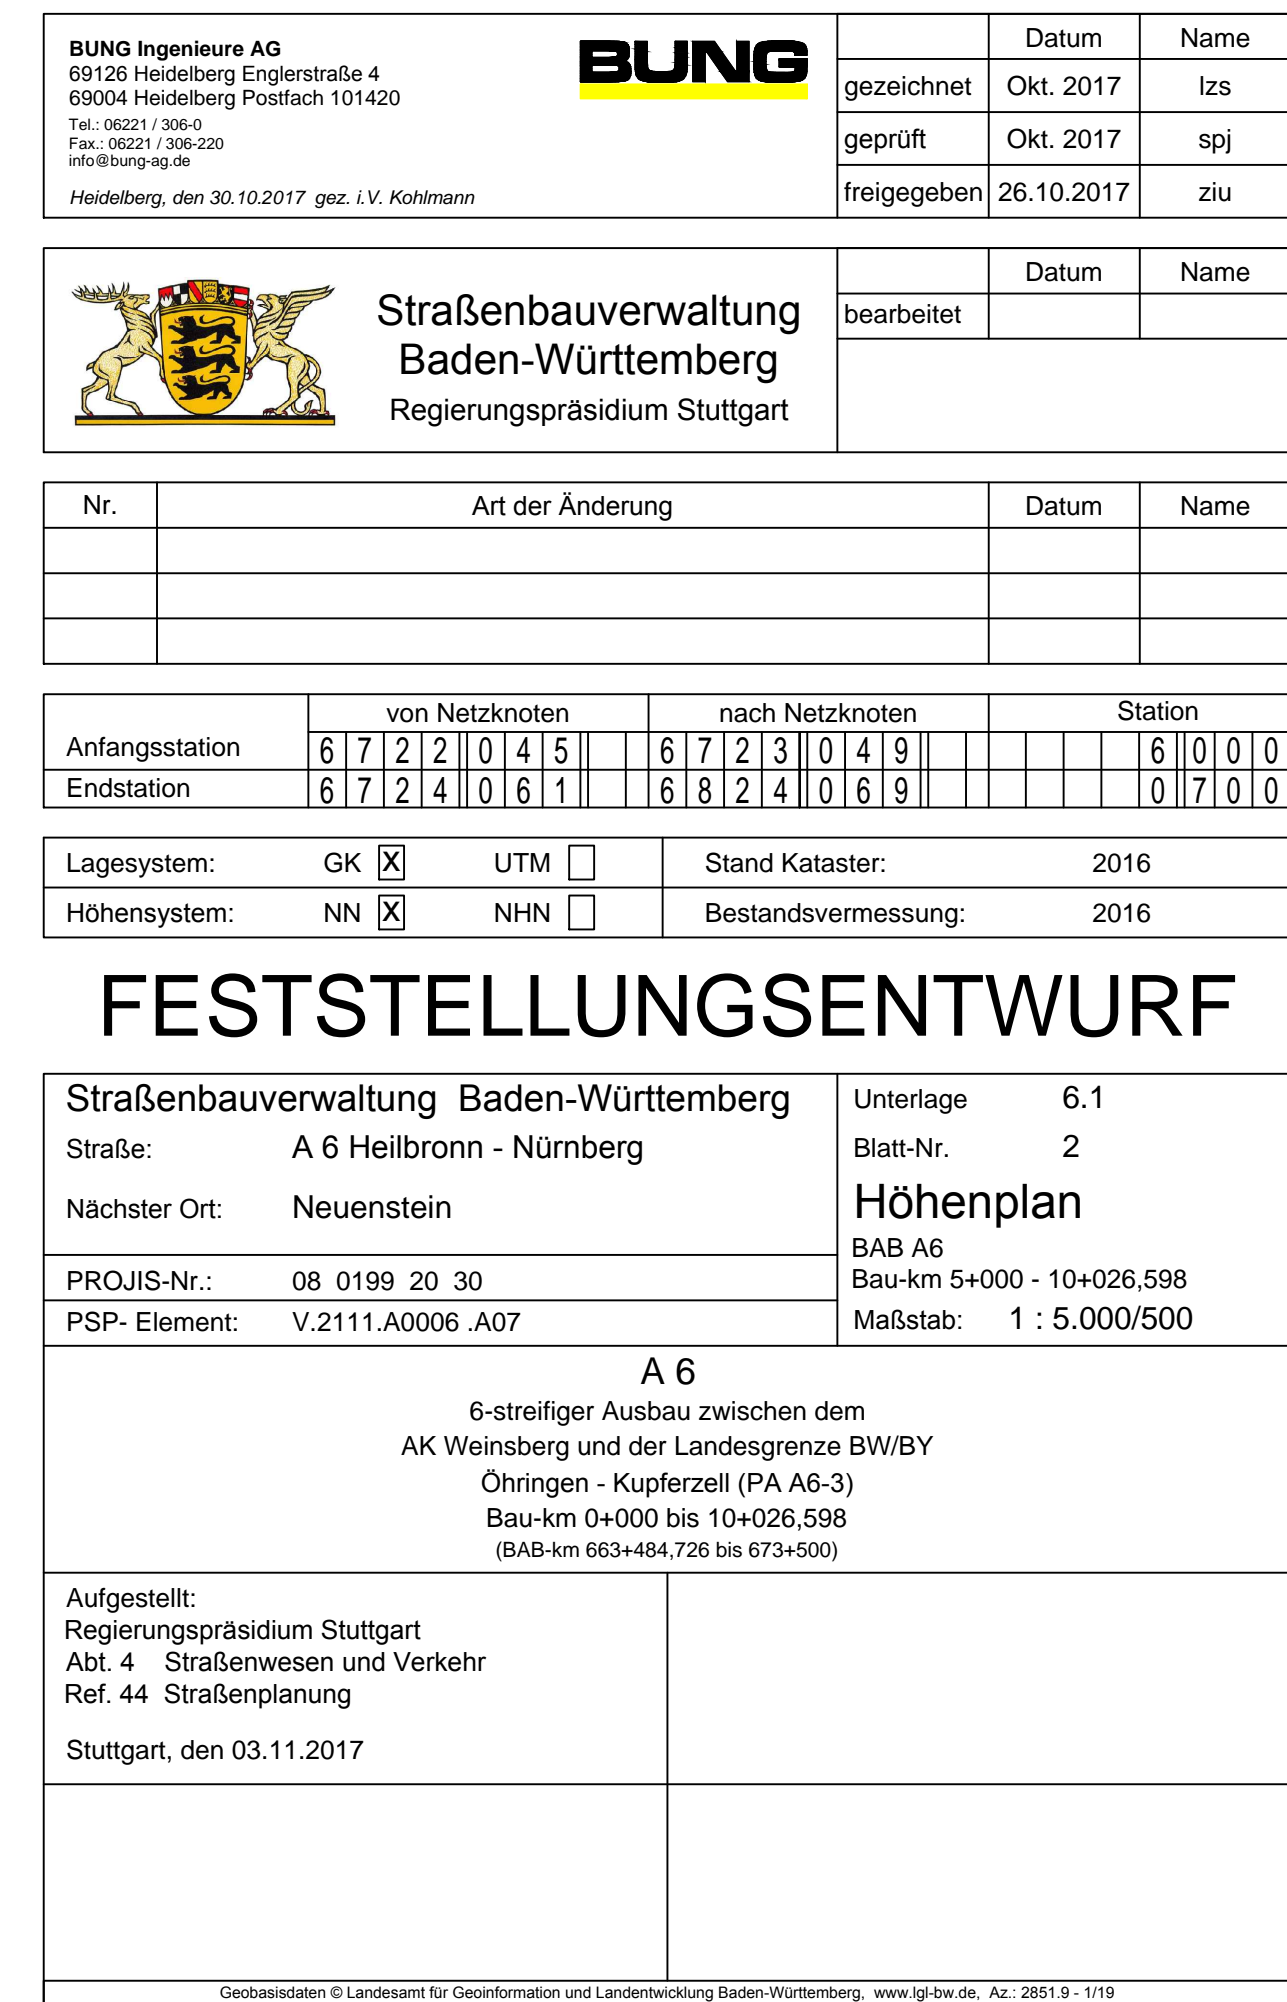 BUNG Ingenieure AG
69126 Heidelberg Englerstraße 4
69004 Heidelberg Postfach 101420
Tel.: 06221 / 306-0
Fax.: 06221 / 306-220
info@bung-ag.de
Heidelberg, den 30.10.2017 gez. i.V. Kohlmann
BUNG
Datum Name
gezeichnet Okt. 2017 lzs
geprüft Okt. 2017 spj
freigegeben 26.10.2017 ziu
Straßenbauverwaltung
Baden-Württemberg
Regierungspräsidium Stuttgart
Datum Name
bearbeitet
Nr. Art der Änderung Datum Name
von Netzknoten nach Netzknoten Station
Anfangsstation 6 7 2 2 0 4 5 6 7 2 3 0 4 9 6 0 0 0
Endstation 6 7 2 4 0 6 1 6 8 2 4 0 6 9 0 7 0 0
Lagesystem: GK X UTM Stand Kataster: 2016
Höhensystem: NN X NHN Bestandsvermessung: 2016
FESTSTELLUNGSENTWURF
Straßenbauverwaltung Baden-Württemberg
Straße: A 6 Heilbronn - Nürnberg
Nächster Ort: Neuenstein
PROJIS-Nr.: 08 0199 20 30
PSP- Element: V.2111.A0006 .A07
Unterlage 6.1
Blatt-Nr. 2
Höhenplan
BAB A6
Bau-km 5+000 - 10+026,598
Maßstab: 1 : 5.000/500
A 6
6-streifiger Ausbau zwischen dem
AK Weinsberg und der Landesgrenze BW/BY
Öhringen - Kupferzell (PA A6-3)
Bau-km 0+000 bis 10+026,598
(BAB-km 663+484,726 bis 673+500)
Aufgestellt:
Regierungspräsidium Stuttgart
Abt. 4 Straßenwesen und Verkehr
Ref. 44 Straßenplanung
Stuttgart, den 03.11.2017
Geobasisdaten © Landesamt für Geoinformation und Landentwicklung Baden-Württemberg, www.lgl-bw.de, Az.: 2851.9 - 1/19